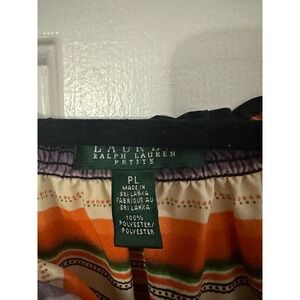 LAUREN
RALPH LAUREN
PETITE
PL
MADE IN
SRI LANKA
FABRIQUÉ AU
SRI LANKA
100%
POLYESTER/
POLYESTER